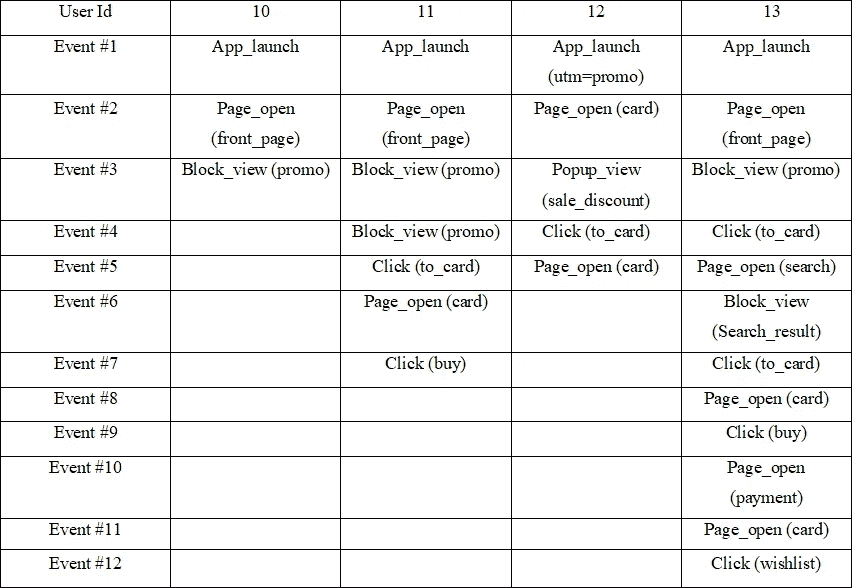 User Id 10 11 12 13
Event #1 App_launch App_launch App_launch App_launch
(utm=promo)
Event #2 Page_open Page_open Page_open (card) Page_open
(front_page) (front_page) (front_page)
Event #3 Block_view (promo) Block_view (promo) Popup_view Block_view (promo)
(sale_discount)
Event #4 Block_view (promo) Click (to_card) Click (to_card)
Event #5 Click (to_card) Page_open (card) Page_open (search)
Event #6 Page_open (card) Block_view
(Search_result)
Event #7 Click (buy) Click (to_card)
Event #8 Page_open (card)
Event #9 Click (buy)
Event #10 Page_open
(payment)
Event #11 Page_open (card)
Event #12 Click (wishlist)